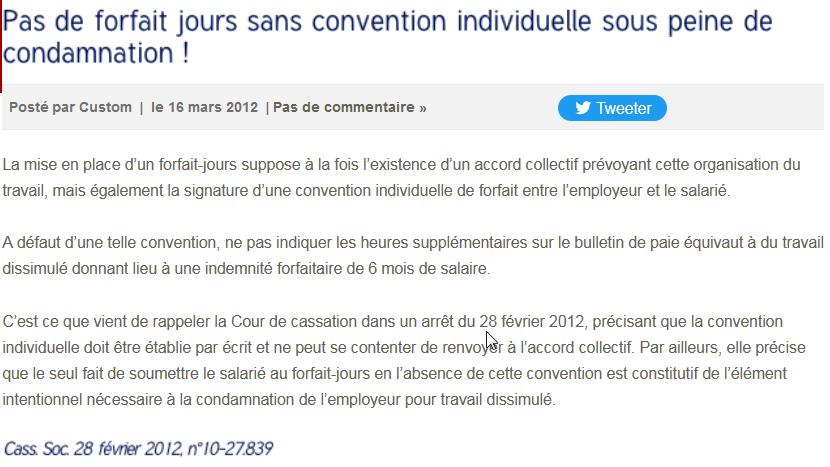 Pas de forfait jours sans convention individuelle sous peine de
condamnation !
Posté par Custom | le 16 mars 2012 | Pas de commentaire »
Tweeter
La mise en place d’un forfait-jours suppose à la fois l’existence d’un accord collectif prévoyant cette organisation du
travail, mais également la signature d’une convention individuelle de forfait entre l’employeur et le salarié.
A défaut d’une telle convention, ne pas indiquer les heures supplémentaires sur le bulletin de paie équivaut à du travail
dissimulé donnant lieu à une indemnité forfaitaire de 6 mois de salaire.
C’est ce que vient de rappeler la Cour de cassation dans un arrêt du 28 février 2012, précisant que la convention
individuelle doit être établie par écrit et ne peut se contenter de renvoyer à l’accord collectif. Par ailleurs, elle précise
que le seul fait de soumettre le salarié au forfait-jours en l’absence de cette convention est constitutif de l’élément
intentionnel nécessaire à la condamnation de l’employeur pour travail dissimulé.
Cass. Soc. 28 février 2012, n°10-27.839